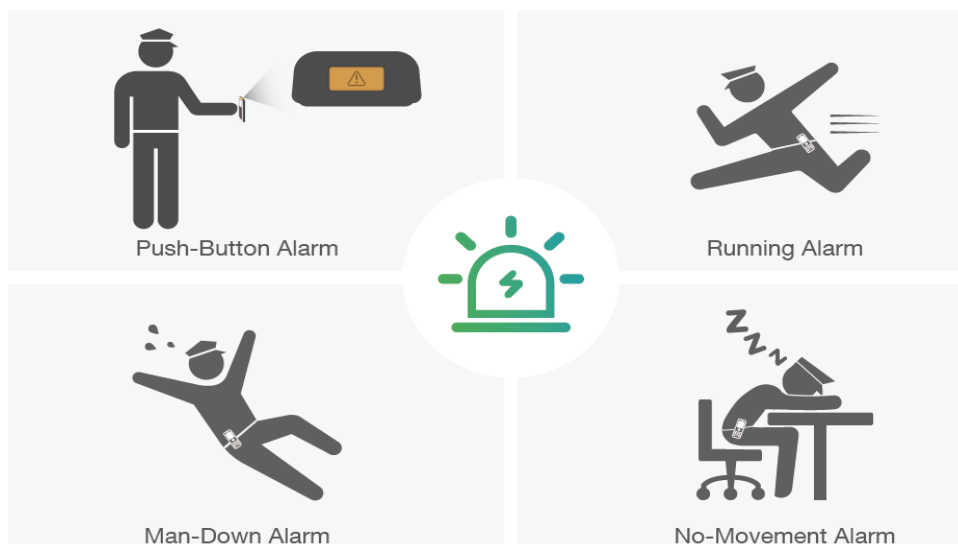 Push-Button Alarm
Running Alarm
Z
Z
Z
Man-Down Alarm
No-Movement Alarm